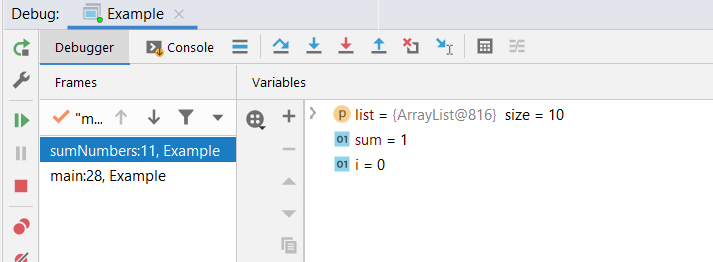 Debug: Example
Debugger Console
Frames Variables
"m...
sumNumbers:11, Example
main:28, Example
list = {ArrayList@816} size = 10
sum = 1
i = 0